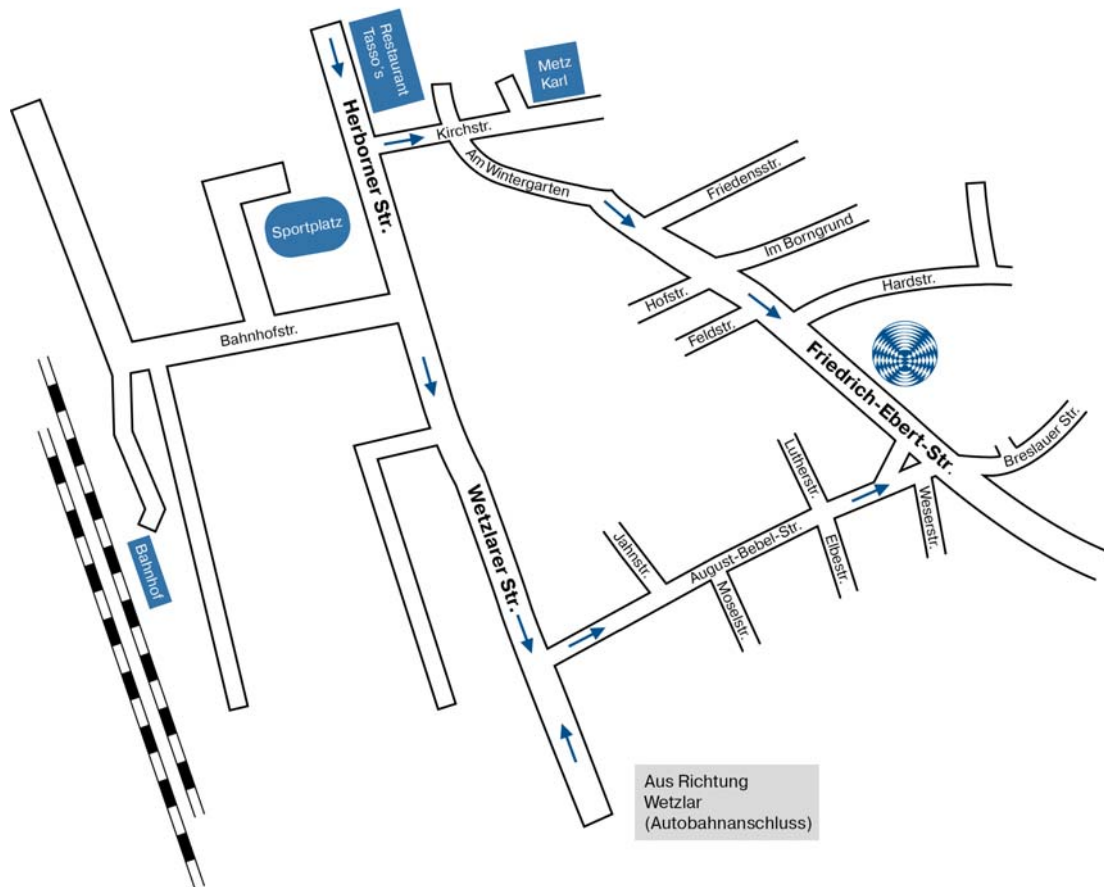 Restaurant
Tasso´s
Metz
Karl
Herborner Str.
Kirchstr.
Am Wintergarten
Friedensstr.
Sportplatz
Im Borngrund
Hofstr.
Hardstr.
Feldstr.
Bahnhofstr.
Friedrich-Ebert-Str.
Breslauer Str.
Lutherstr.
Weserstr.
Wetzlarer Str.
August-Bebel-Str.
Jahnstr.
Elbestr.
Moselstr.
Bahnhof
Aus Richtung
Wetzlar
(Autobahnanschluss)